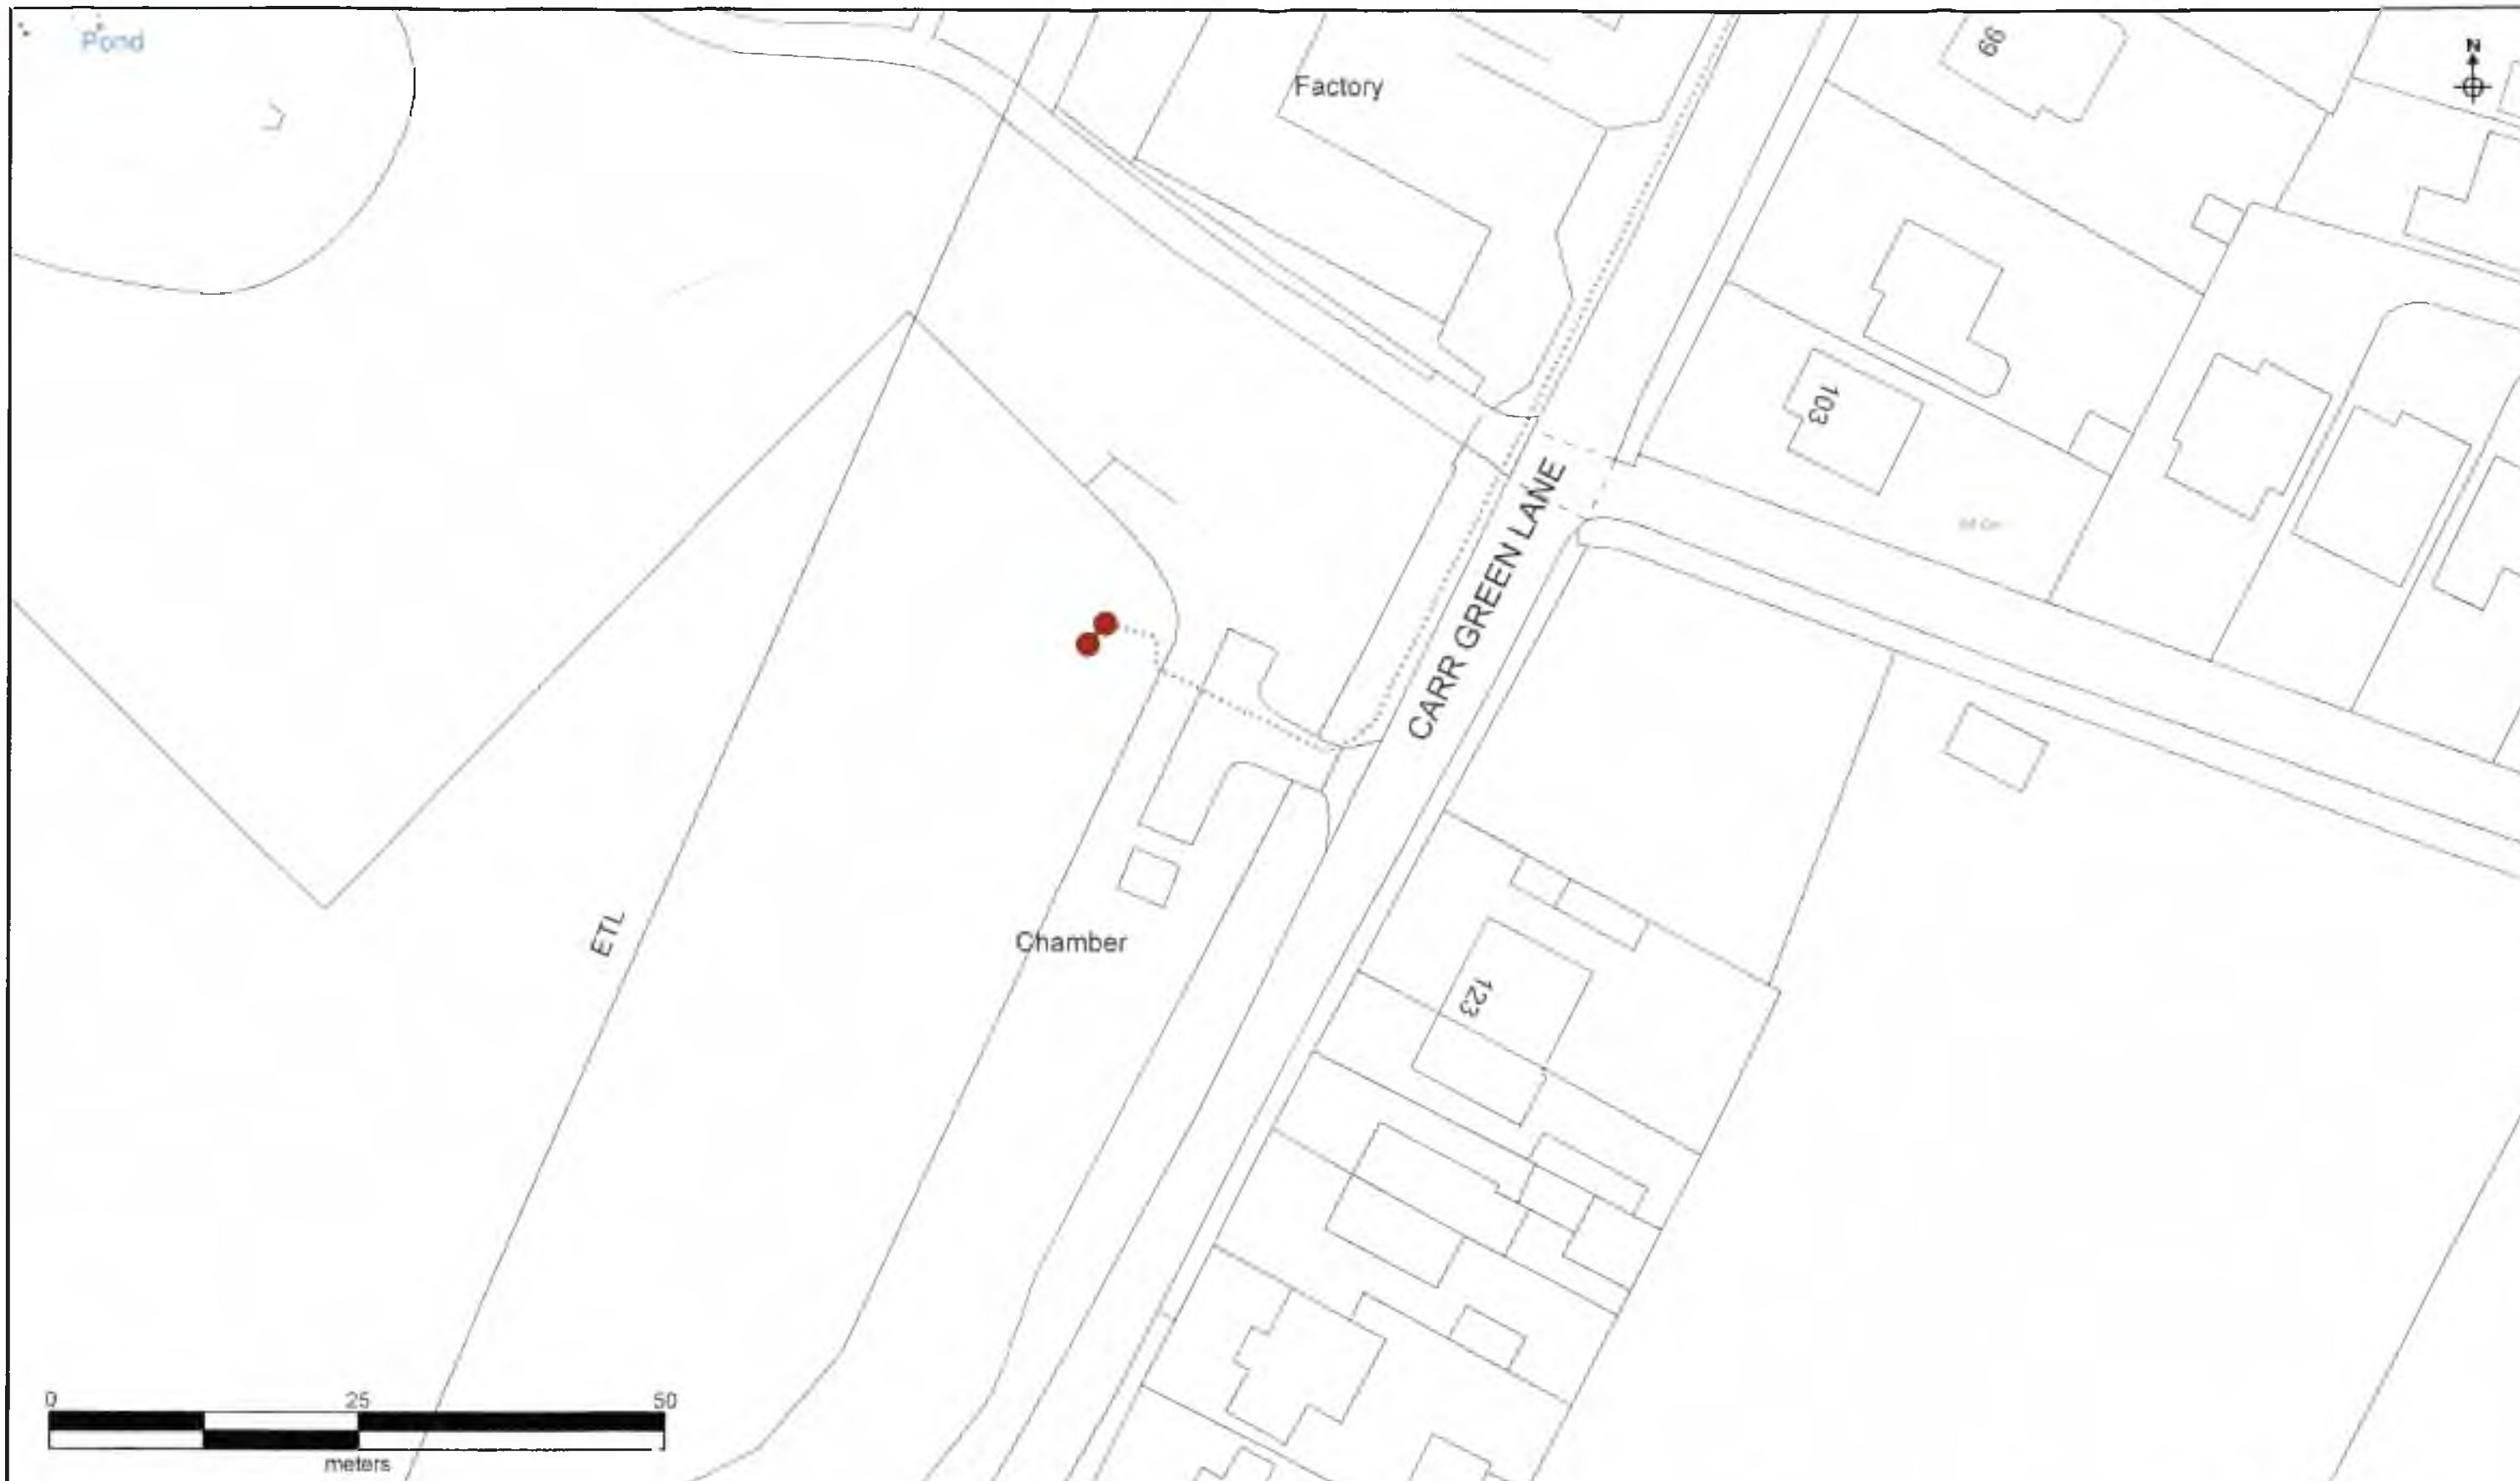 Pond
Factory
99
N
103
CARR GREEN LANE
ETL
Chamber
123
0 25 50
meters